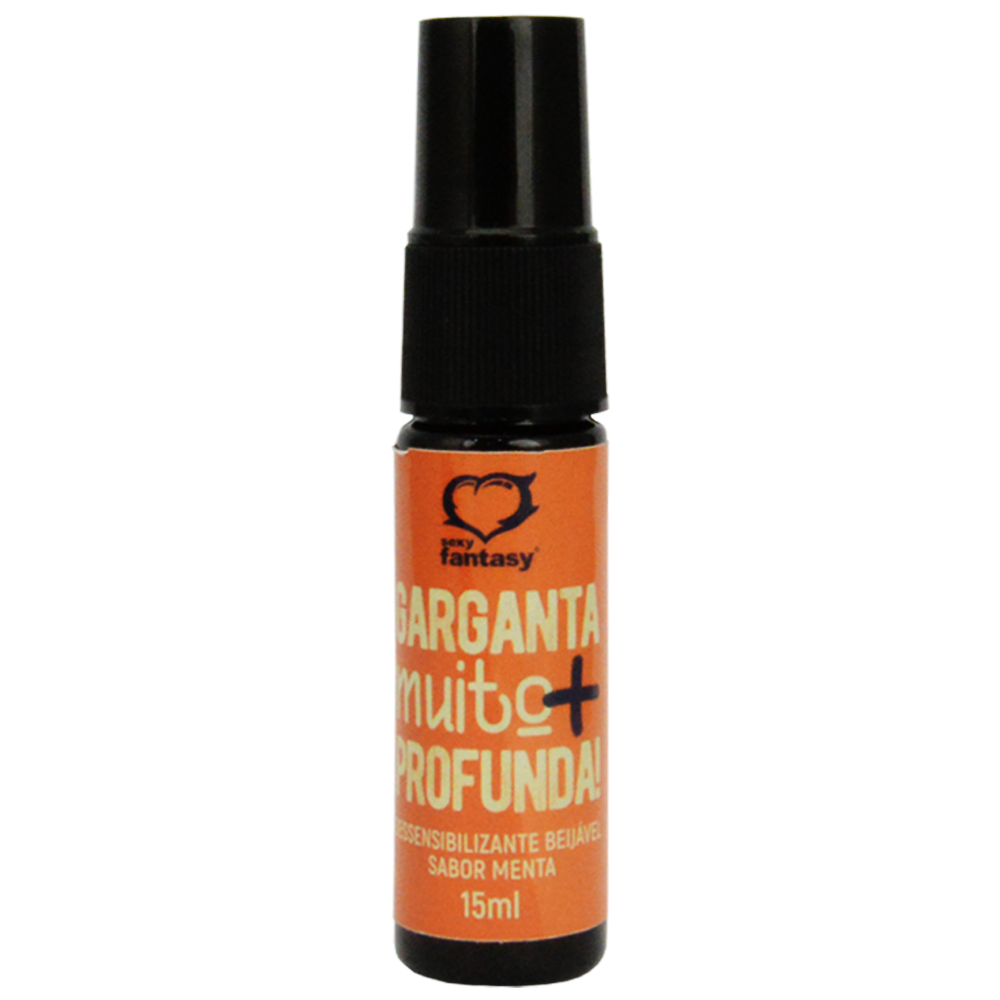 sexy
fantasy®
GARGANTA
muito+
PROFUNDA!
DESSENSIBILIZANTE BEIJÁVEL
SABOR MENTA
15ml